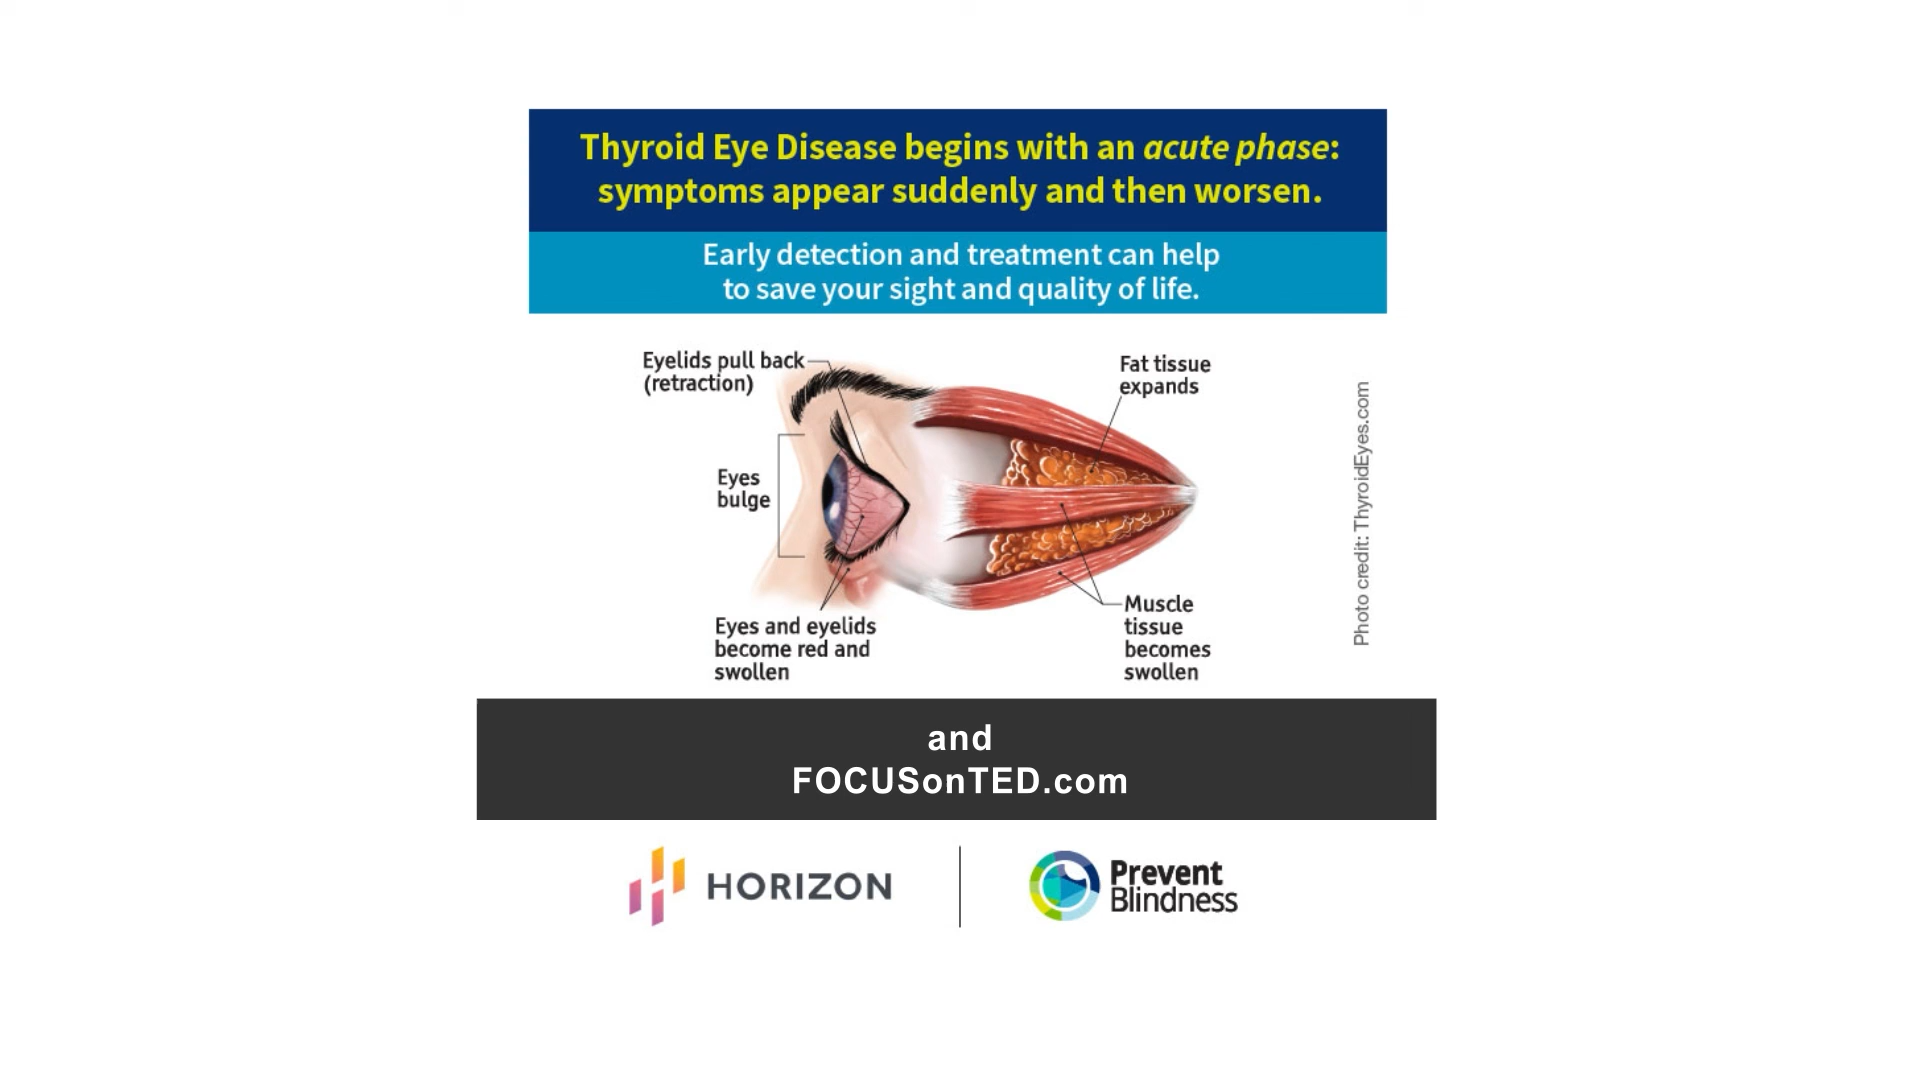 Thyroid Eye Disease begins with an acute phase:
symptoms appear suddenly and then worsen.
Early detection and treatment can help
to save your sight and quality of life.
Eyelids pull back
(retraction)
Fat tissue
expands
Eyes
bulge
Eyes and eyelids
become red and
swollen
Muscle
tissue
becomes
swollen
Photo credit: ThyroidEyes.com
and
FOCUSonTED.com
HORIZON
Prevent
Blindness